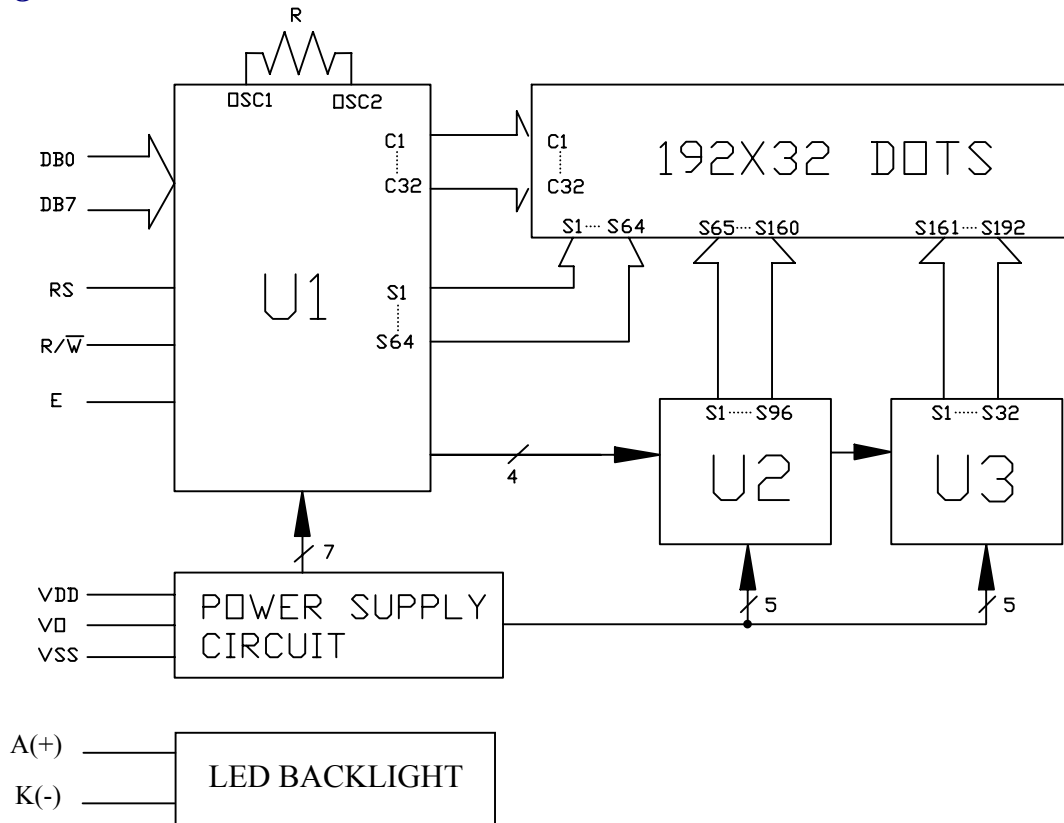 g
R
OSC1 OSC2
DB0
DB7
RS
R/W̅
E
U1
C1
C32
S1
S64
C1
C32
192X32 DOTS
S1 ···· S64
S65 ···· S160
S161 ···· S192
4
S1 ······ S96
U2
S1 ······ S32
U3
7
5
5
VDD
VO
VSS
POWER SUPPLY
CIRCUIT
A(+)
K(-)
LED BACKLIGHT